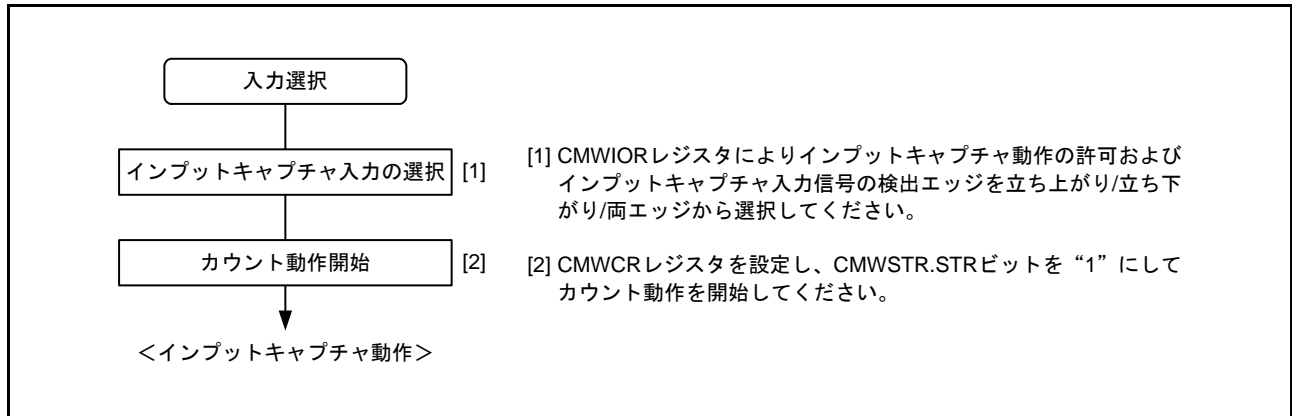 入力選択
インプットキャプチャ入力の選択 [1]
[1] CMWIORレジスタによりインプットキャプチャ動作の許可および
インプットキャプチャ入力信号の検出エッジを立ち上がり/立ち下
がり/両エッジから選択してください。
カウント動作開始 [2]
[2] CMWCRレジスタを設定し、CMWSTR.STRビットを“1”にして
カウント動作を開始してください。
＜インプットキャプチャ動作＞